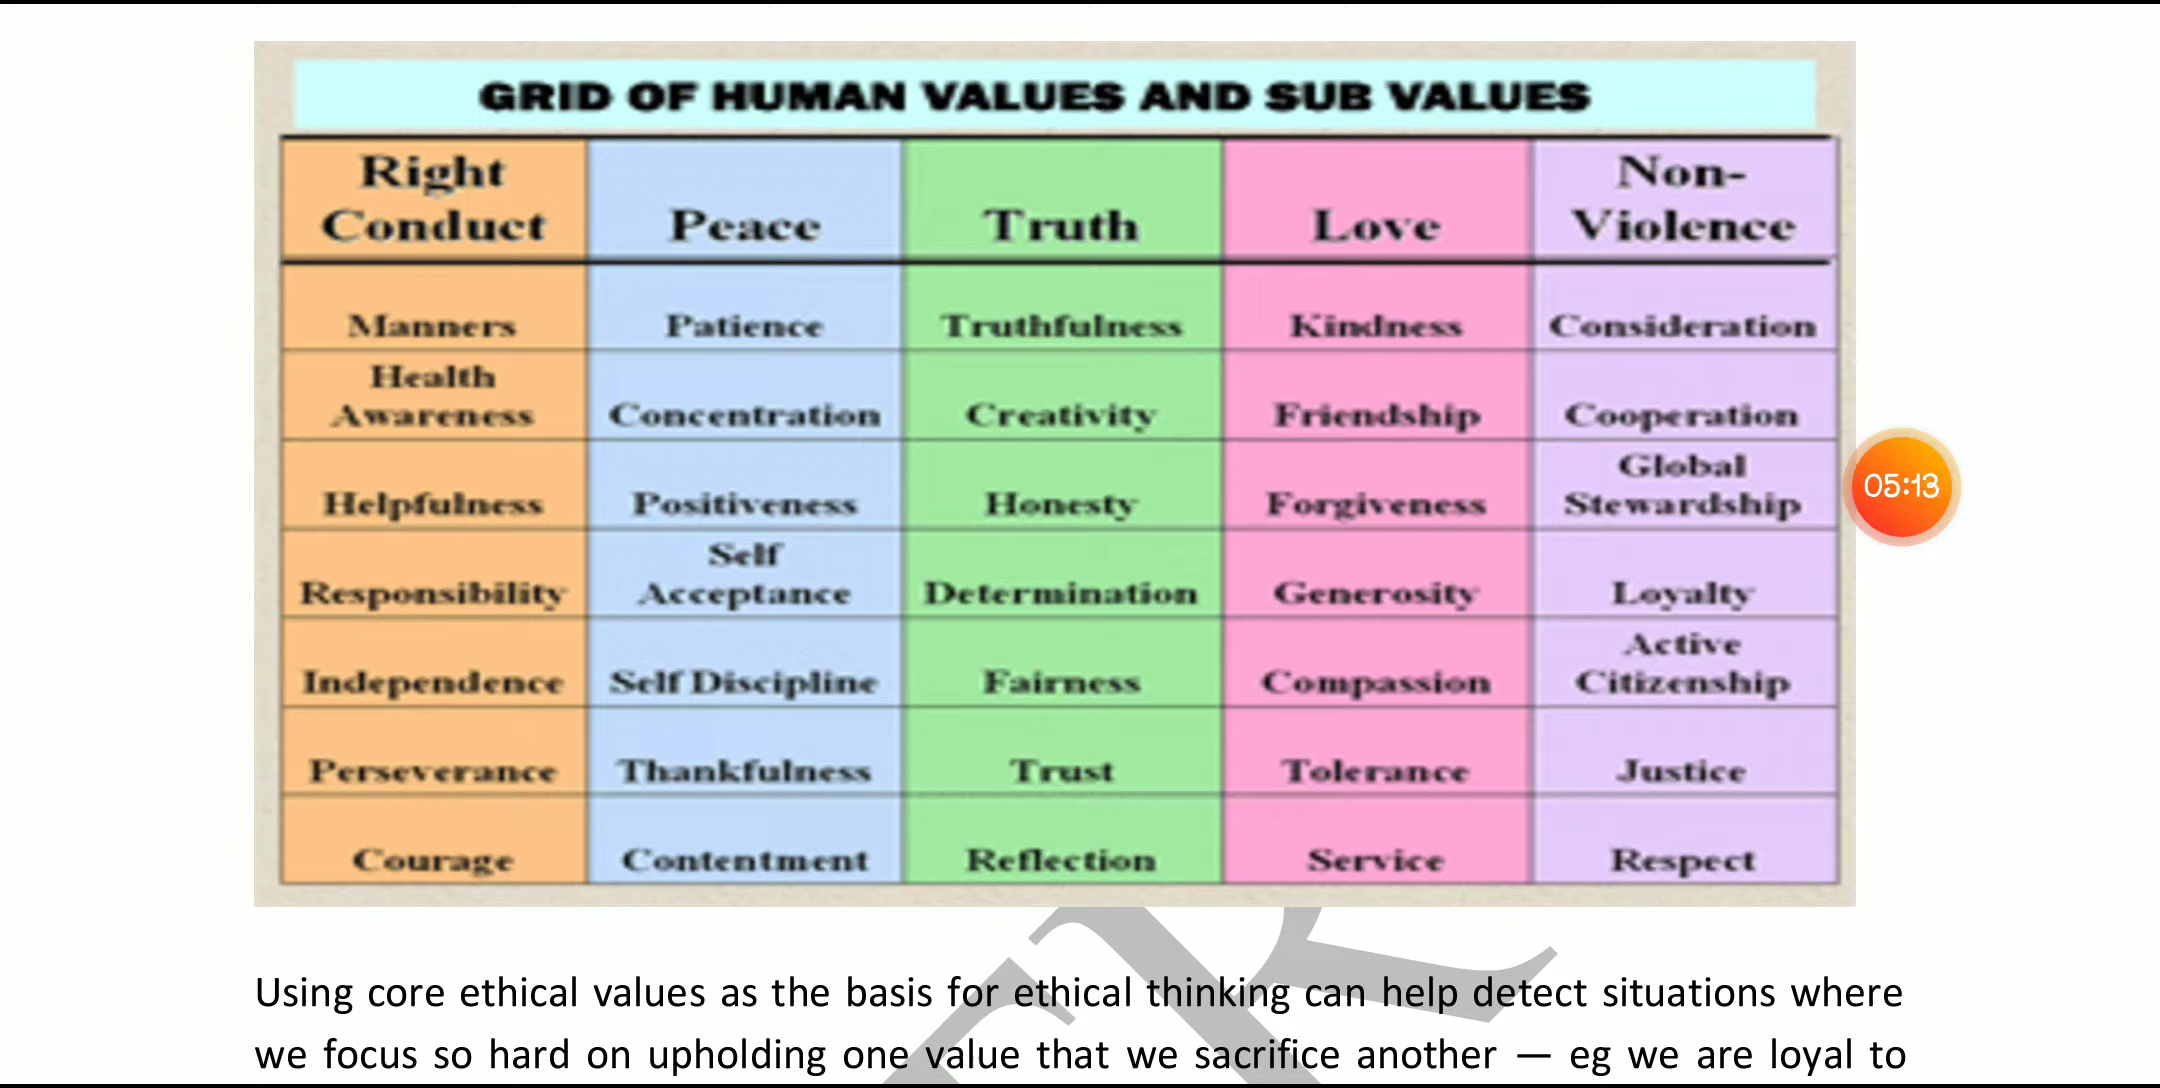 GRID OF HUMAN VALUES AND SUB VALUES
Right Conduct Peace Truth Love Non-Violence
Manners Patience Truthfulness Kindness Consideration
Health Awareness Concentration Creativity Friendship Cooperation
Helpfulness Positiveness Honesty Forgiveness Global Stewardship
Responsibility Self Acceptance Determination Generosity Loyalty
Independence Self Discipline Fairness Compassion Active Citizenship
Perseverance Thankfulness Trust Tolerance Justice
Courage Contentment Reflection Service Respect
05:13
Using core ethical values as the basis for ethical thinking can help detect situations where
we focus so hard on upholding one value that we sacrifice another — eg we are loyal to